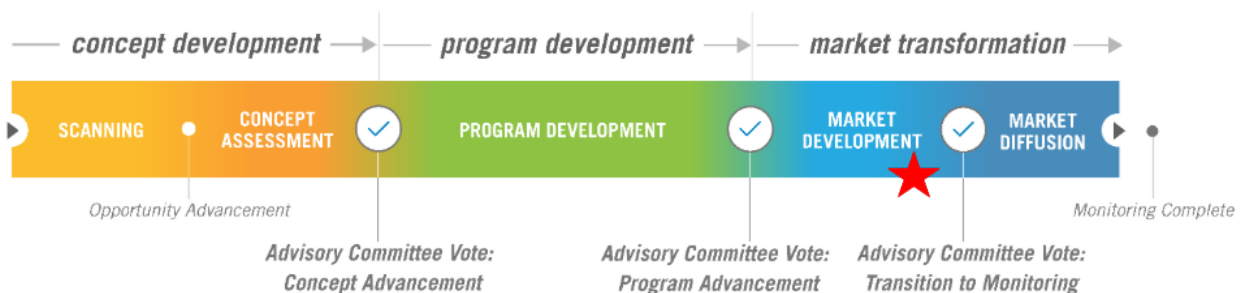 concept development
program development
market transformation
SCANNING
CONCEPT
ASSESSMENT
PROGRAM DEVELOPMENT
MARKET
DEVELOPMENT
MARKET
DIFFUSION
Opportunity Advancement
Monitoring Complete
Advisory Committee Vote:
Concept Advancement
Advisory Committee Vote:
Program Advancement
Advisory Committee Vote:
Transition to Monitoring